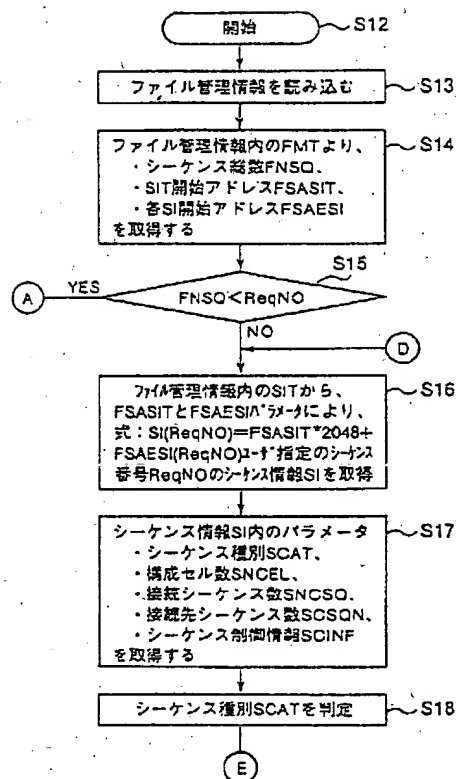 開始
S12
ファイル管理情報を読み込む
S13
ファイル管理情報内のFMTより、
・シーケンス総数FNSQ、
・SIT開始アドレスFSASIT、
・各SI開始アドレスFSAESI
を取得する
S14
S15
FNSQ<ReqNO
YES
A
NO
D
ファイル管理情報内のSITから、
FSASITとFSAESIパラメータにより、
式：SI(ReqNO)=FSASIT*2048+
FSAESI(ReqNO)ユーザ指定のシーケンス
番号ReqNOのシーケンス情報SIを取得
S16
シーケンス情報SI内のパラメータ
・シーケンス種別SCAT、
・構成セル数SNCEL、
・接続シーケンス数SNCSQ、
・接続先シーケンス数SCSQN、
・シーケンス制御情報SCINF
を取得する
S17
シーケンス種別SCATを判定
S18
E